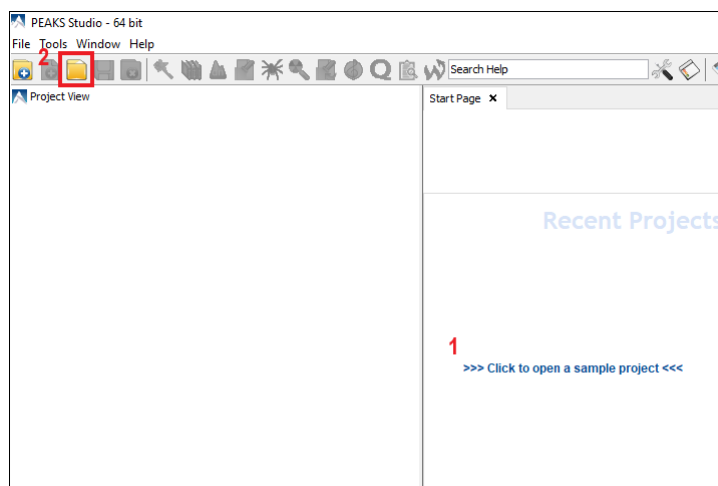 PEAKS Studio - 64 bit
File Tools Window Help
2
Search Help
Project View
Start Page
Recent Projects
1
>>> Click to open a sample project <<<